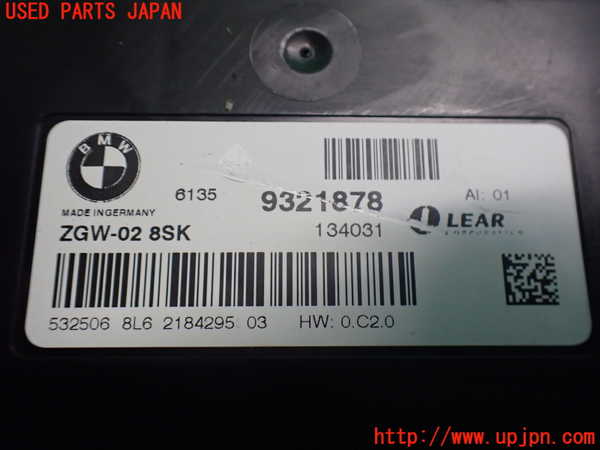 USED PARTS JAPAN
BMW
MADE IN GERMANY
6135 9321878 AI: 01
ZGW-02 8SK 134031 LEAR
CORPORATION
532506 8L6 2184295 03 HW: 0.C2.0
http://www.upjpn.com/